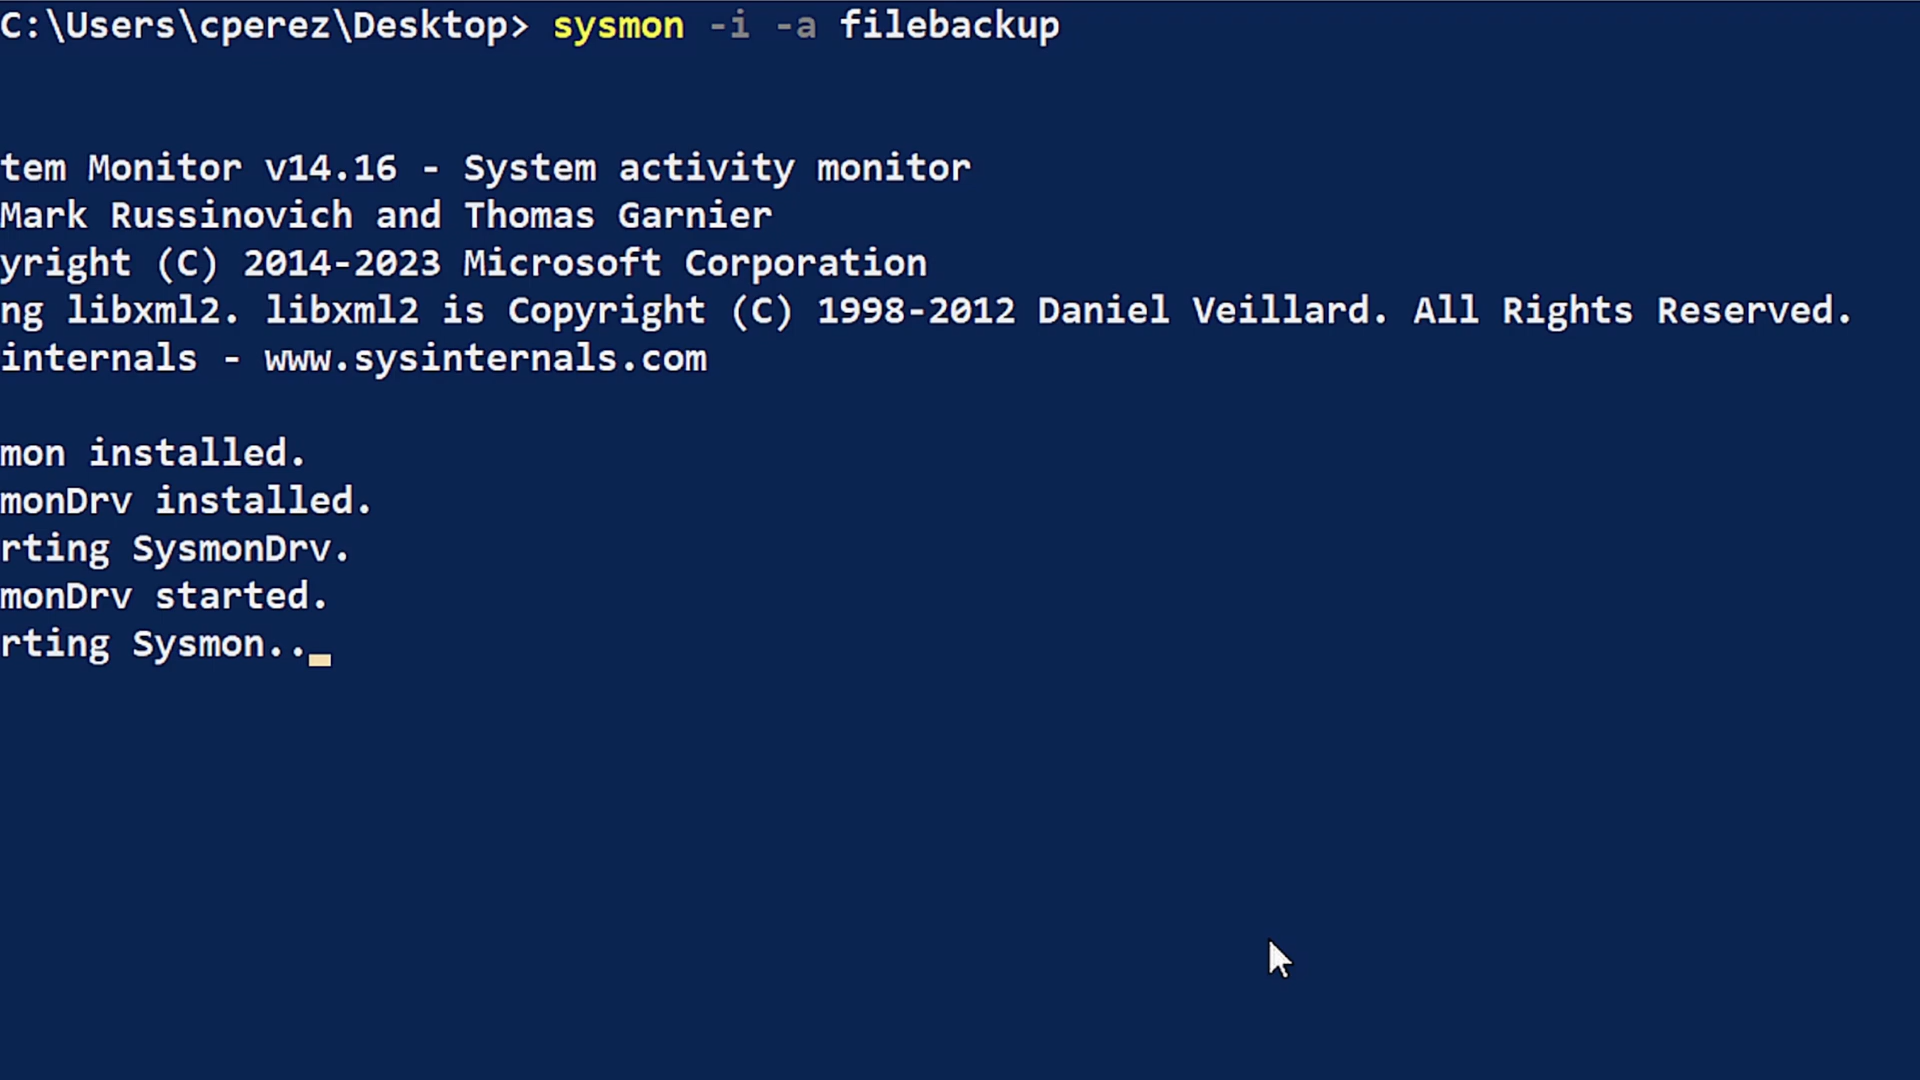 C:\Users\cperez\Desktop> sysmon -i -a filebackup
tem Monitor v14.16 - System activity monitor
Mark Russinovich and Thomas Garnier
yright (C) 2014-2023 Microsoft Corporation
ng libxml2. libxml2 is Copyright (C) 1998-2012 Daniel Veillard. All Rights Reserved.
internals - www.sysinternals.com
mon installed.
monDrv installed.
rting SysmonDrv.
monDrv started.
rting Sysmon..